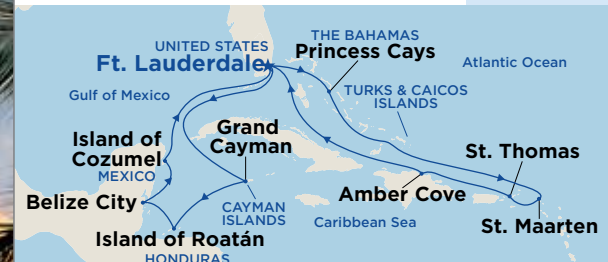 UNITED STATES
Ft. Lauderdale
THE BAHAMAS
Princess Cays
Atlantic Ocean
Gulf of Mexico
TURKS & CAICOS
ISLANDS
Island of
Cozumel
MEXICO
Grand
Cayman
St. Thomas
Belize City
CAYMAN
ISLANDS
Amber Cove
Caribbean Sea
St. Maarten
Island of Roatán
HONDURAS